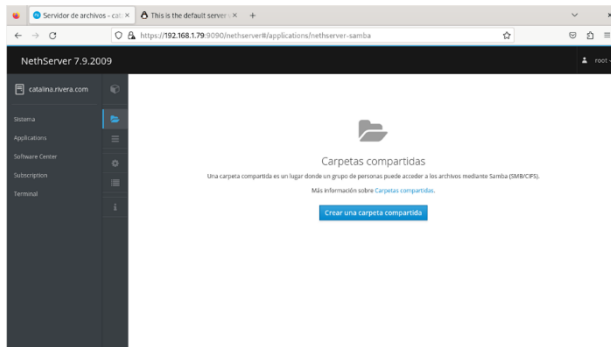 Servidor de archivos - cata
This is the default server
https://192.168.1.79:9090/nethserver#/applications/nethserver-samba
NethServer 7.9.2009
root
catalina.rivera.com
Sistema
Applications
Software Center
Subscription
Terminal
Carpetas compartidas
Una carpeta compartida es un lugar donde un grupo de personas puede acceder a los archivos mediante Samba (SMB/CIFS).
Más información sobre Carpetas compartidas.
Crear una carpeta compartida